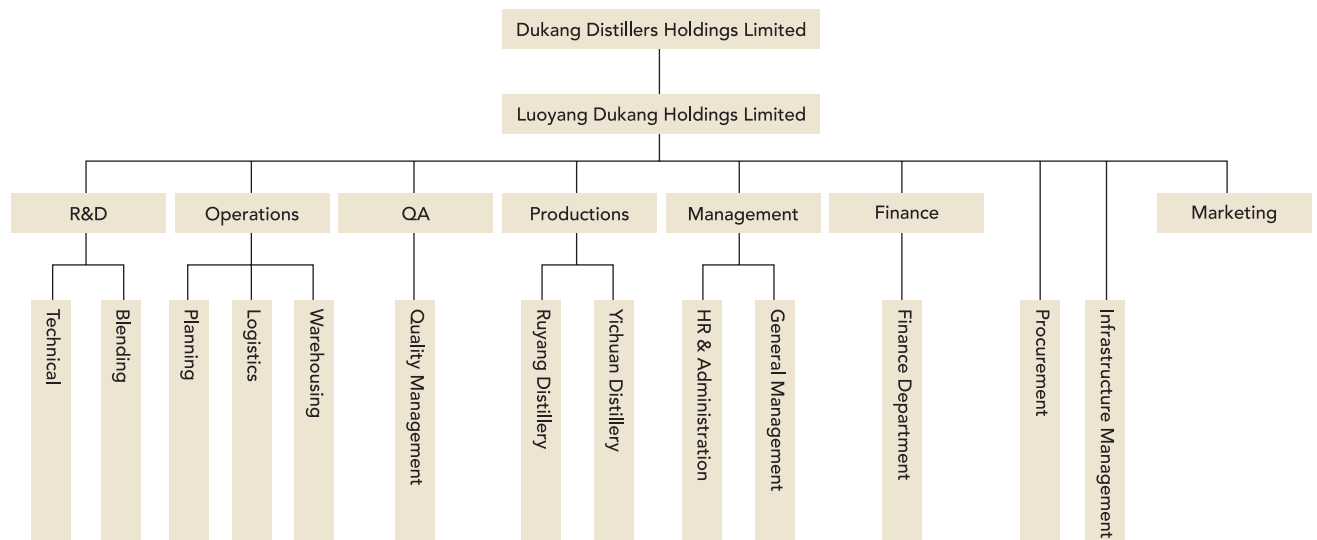 Dukang Distillers Holdings Limited
Luoyang Dukang Holdings Limited
R&D
Operations
QA
Productions
Management
Finance
Marketing
Technical
Blending
Planning
Logistics
Warehousing
Quality Management
Ruyang Distillery
Yichuan Distillery
HR & Administration
General Management
Finance Department
Procurement
Infrastructure Management